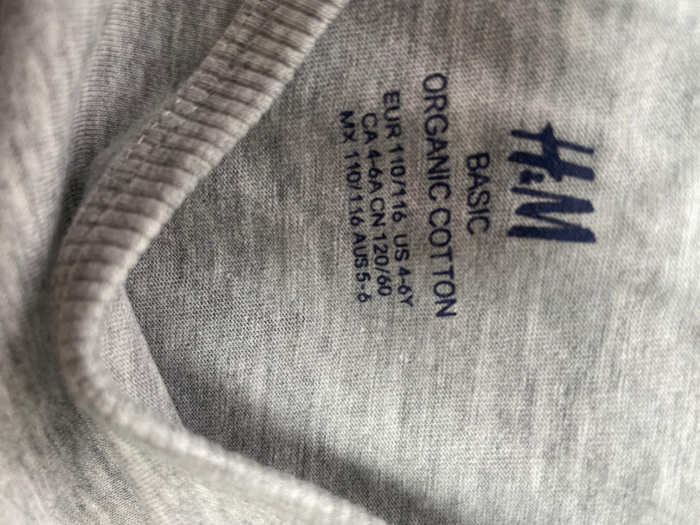 H&M
BASIC
ORGANIC COTTON
EUR 110/116 US 4-6Y
CA 4-6A CN 120/60
MX 110/116 AUS 5-6